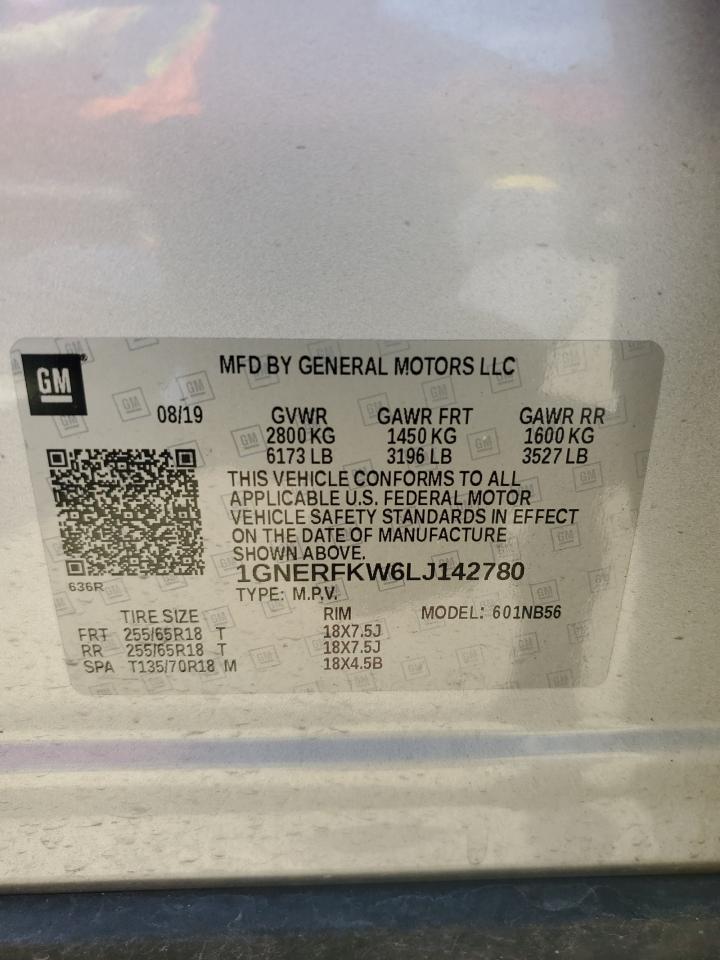 GM
MFD BY GENERAL MOTORS LLC
08/19 GVWR GAWR FRT GAWR RR
2800 KG 1450 KG 1600 KG
6173 LB 3196 LB 3527 LB
THIS VEHICLE CONFORMS TO ALL
APPLICABLE U.S. FEDERAL MOTOR
VEHICLE SAFETY STANDARDS IN EFFECT
ON THE DATE OF MANUFACTURE
SHOWN ABOVE.
1GNERFKW6LJ142780
636R
TYPE: M.P.V.
TIRE SIZE RIM MODEL: 601NB56
FRT 255/65R18 T 18X7.5J
RR 255/65R18 T 18X7.5J
SPA T135/70R18 M 18X4.5B